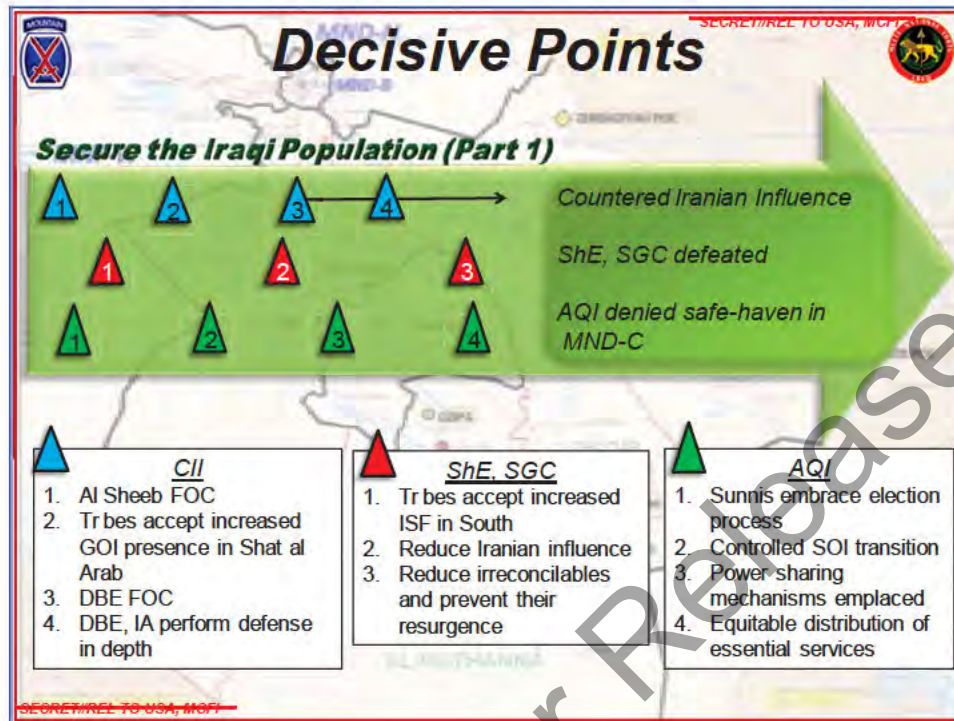 MOUNTAIN
SECRET//REL TO USA, MCFI
Decisive Points
MND-N
MND-B
Secure the Iraqi Population (Part 1)
1 2 3 4
Countered Iranian Influence
1 2 3
ShE, SGC defeated
1 2 3 4
AQI denied safe-haven in
MND-C
CII
1. Al Sheeb FOC
2. Tr bes accept increased
GOI presence in Shat al
Arab
3. DBE FOC
4. DBE, IA perform defense
in depth
ShE, SGC
1. Tr bes accept increased
ISF in South
2. Reduce Iranian influence
3. Reduce irreconcilables
and prevent their
resurgence
AQI
1. Sunnis embrace election
process
2. Controlled SOI transition
3. Power sharing
mechanisms emplaced
4. Equitable distribution of
essential services
AL MUTHANNA
r Release
SECRET//REL TO USA, MCFI